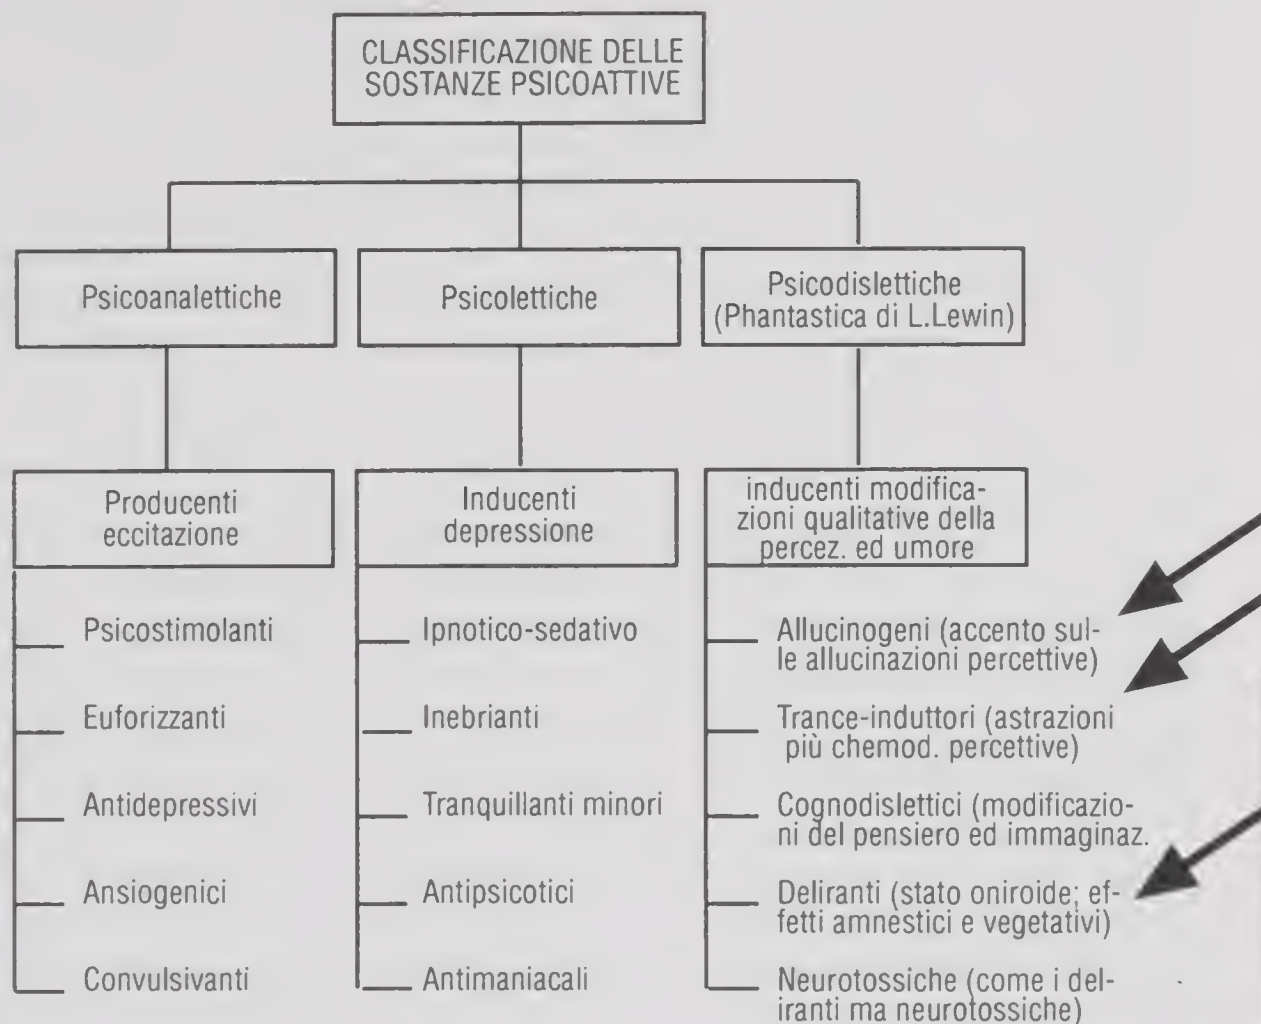 CLASSIFICAZIONE DELLE
SOSTANZE PSICOATTIVE
Psicoanalettiche
Psicolettiche
Psicodislettiche
(Phantastica di L.Lewin)
Producenti
eccitazione
Inducenti
depressione
inducenti modifica-
zioni qualitative della
percez. ed umore
Psicostimolanti
Euforizzanti
Antidepressivi
Ansiogenici
Convulsivanti
Ipnotico-sedativo
Inebrianti
Tranquillanti minori
Antipsicotici
Antimaniacali
Allucinogeni (accento sul-
le allucinazioni percettive)
Trance-induttori (astrazioni
più chemod. percettive)
Cognodislettici (modificazio-
ni del pensiero ed immaginaz.
Deliranti (stato oniroide; ef-
fetti amnestici e vegetativi)
Neurotossiche (come i del-
iranti ma neurotossiche)